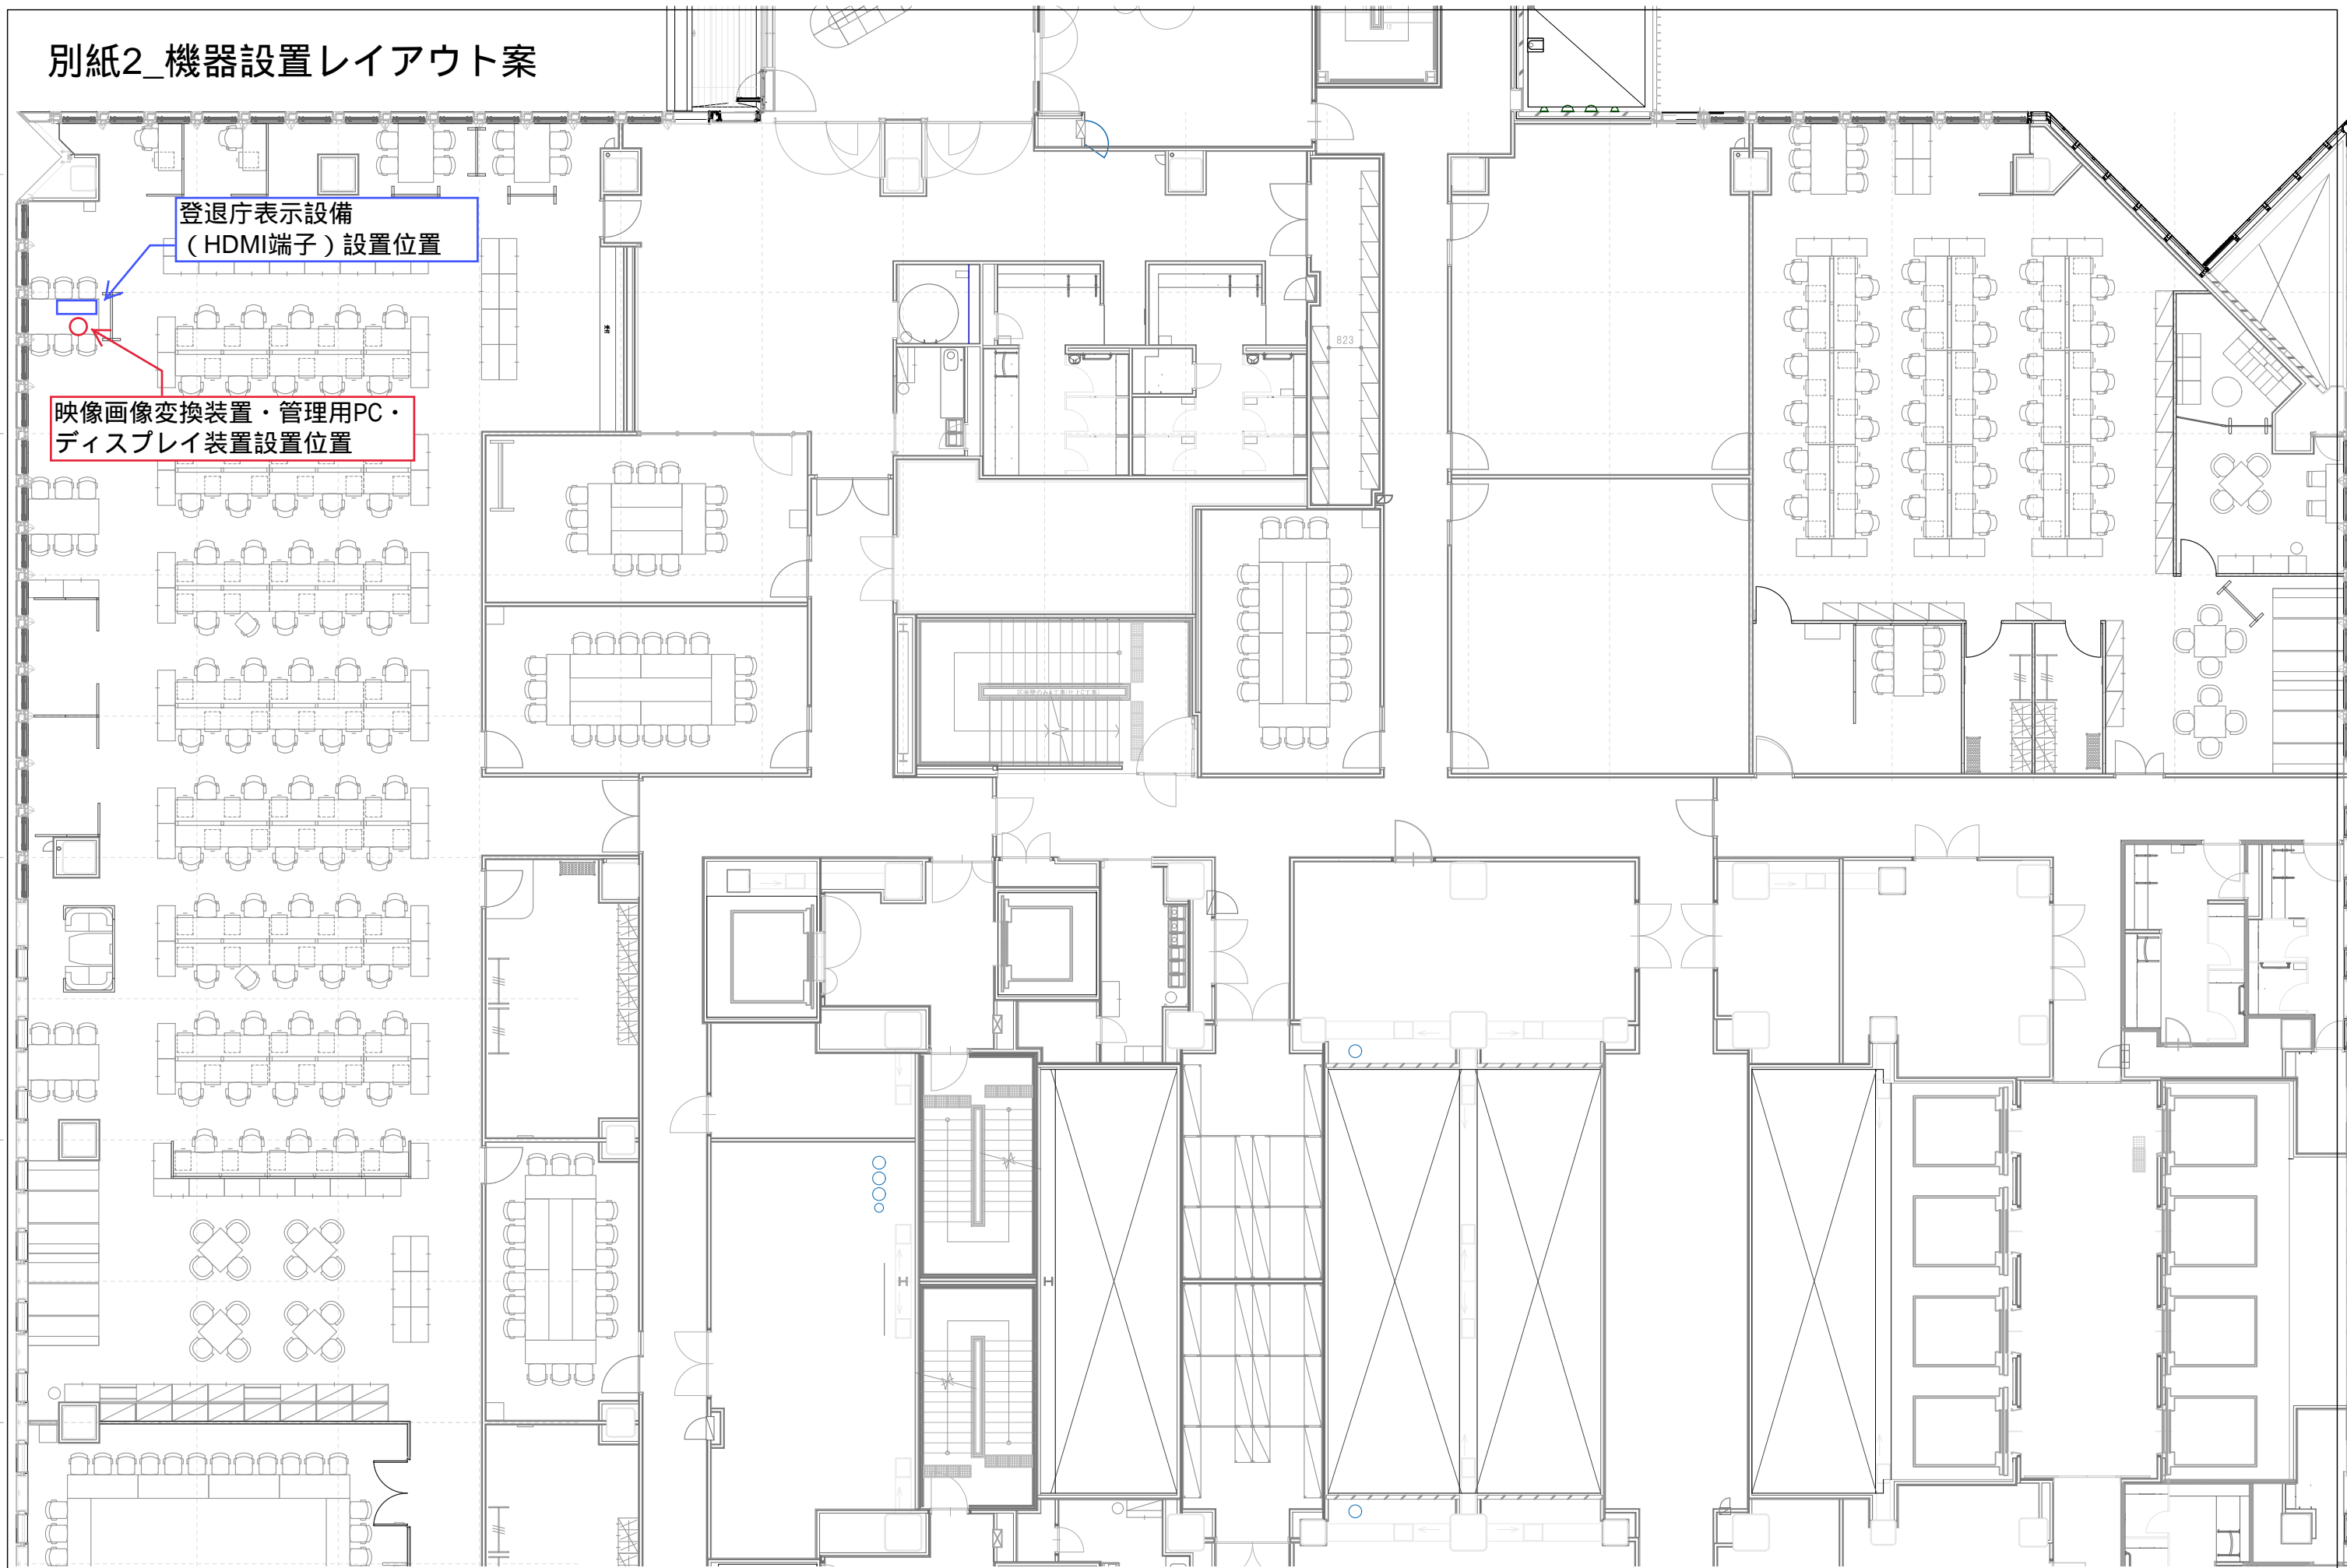 別紙2_機器設置レイアウト案
登退庁表示設備
（HDMI端子）設置位置
映像画像変換装置・管理用PC・
ディスプレイ装置設置位置
823